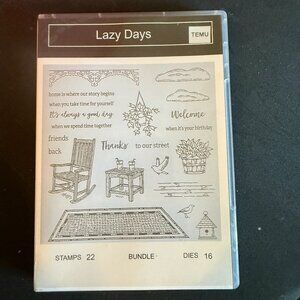 Lazy Days
TEMU
home is where our story begins
when you take time for yourself
It's always a good day
when we spend time together
friends
back
Welcome
when it's your birthday
Thanks
to our street
STAMPS 22
BUNDLE
DIES 16